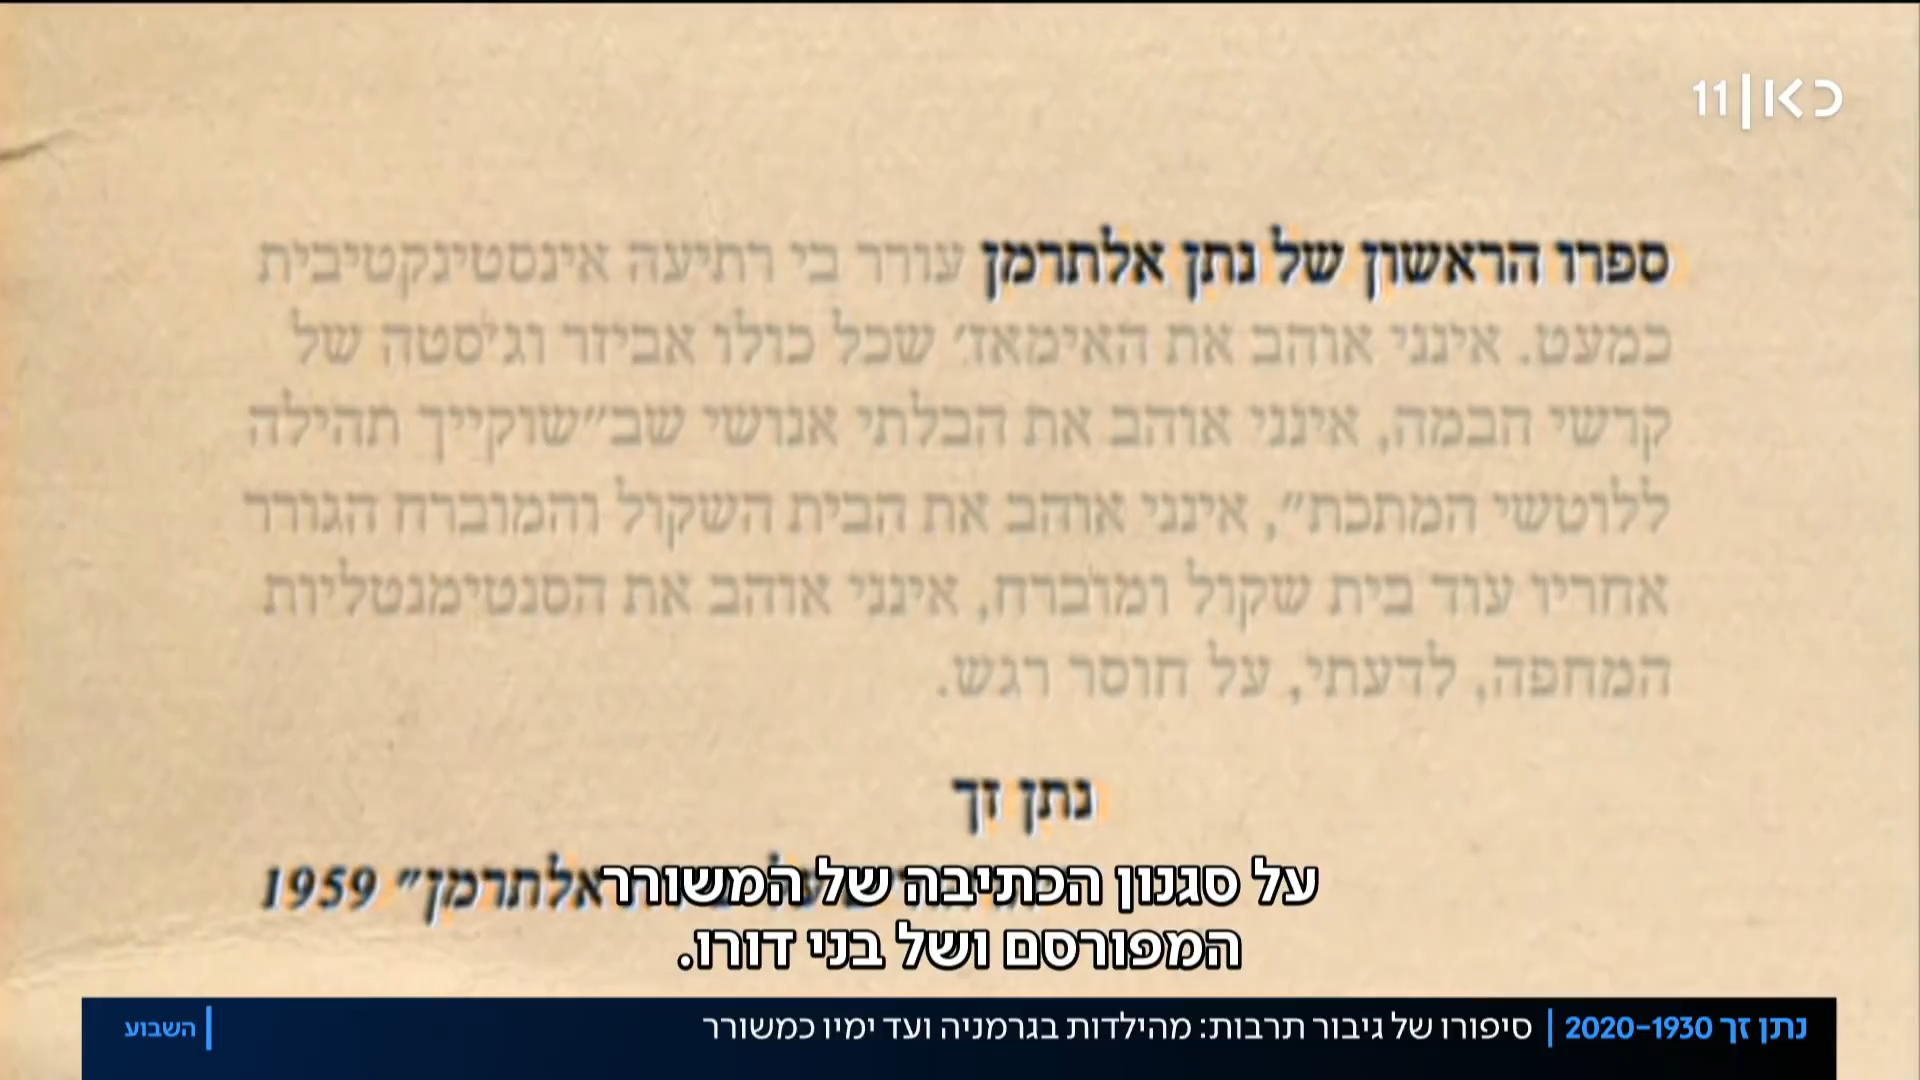 כאן|11
ספרו הראשון של נתן אלתרמן עורר בי רתיעה אינסטינקטיבית
כמעט. אינני אוהב את האימאז׳ שכל כולו אביזר וג׳סטה של
קרשי הבמה, אינני אוהב את הבלתי אנושי שב״שוקייך תהילה
ללוטשי המתכת״, אינני אוהב את הבית השקול והמוברח הגורר
אחריו עוד בית שקול ומוברח, אינני אוהב את הסנטימנטליות
המחפה, לדעתי, על חוסר רגש.
נתן זך
אלתרמן״ 1959
על סגנון הכתיבה של המשורר
המפורסם ושל בני דורו.
נתן זך 1930-2020 | סיפורו של גיבור תרבות: מהילדות בגרמניה ועד ימיו כמשורר
| השבוע